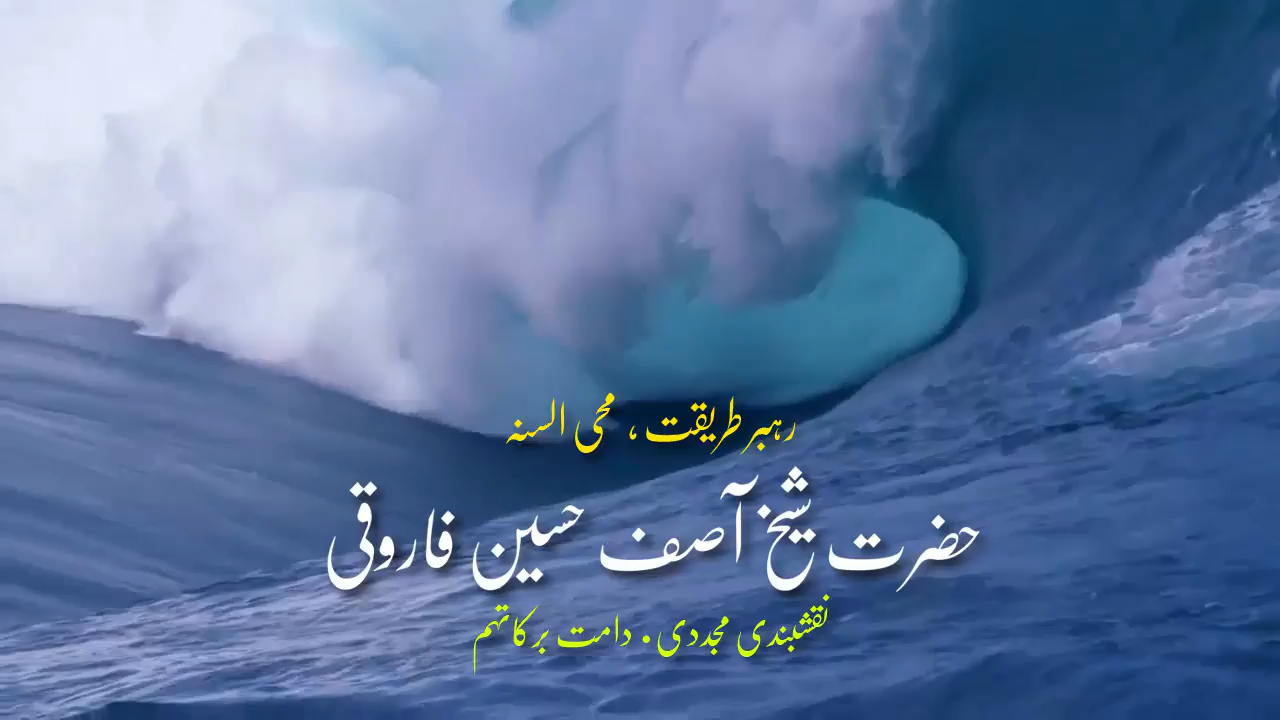 رہبر طریقت ، محی السنہ
حضرت شیخ آصف حسین فاروقی
نقشبندی مجددی . دامت برکاتہم